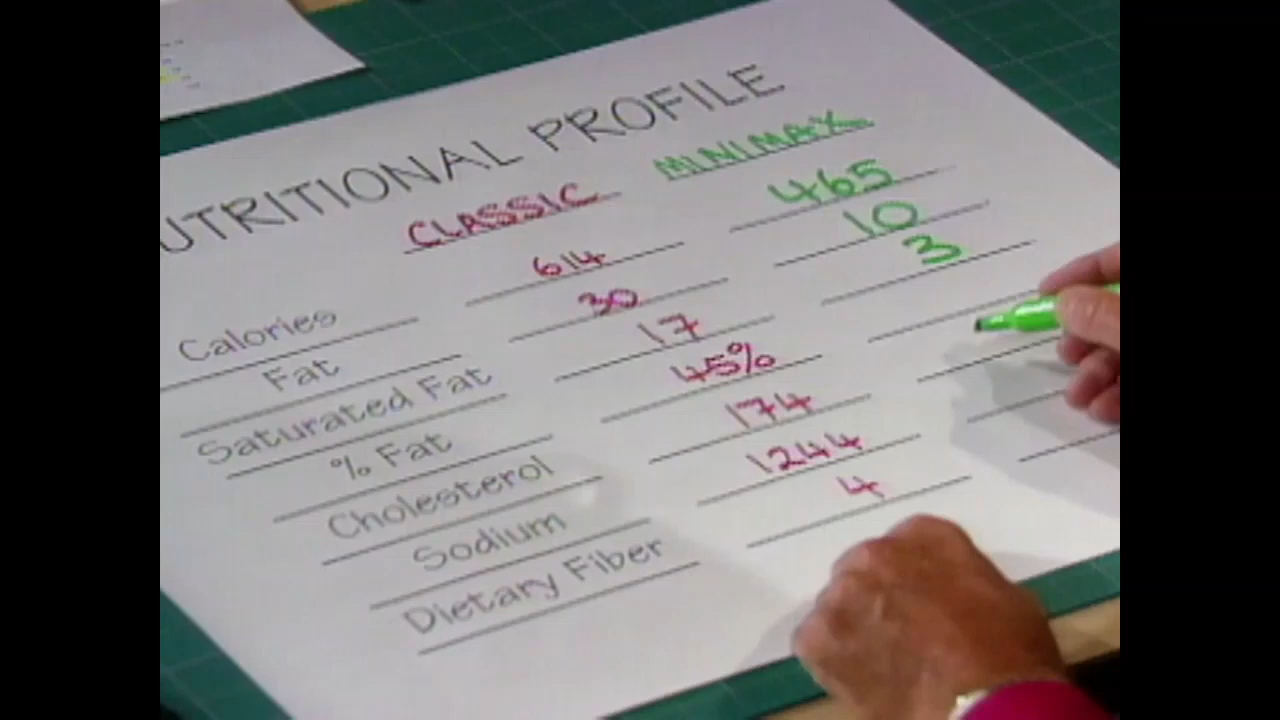 UTRITIONAL PROFILE
CLASSIC MINIMAX
Calories 614 465
Fat 30 10
Saturated Fat 17 3
% Fat 45%
Cholesterol 174
Sodium 1244
Dietary Fiber 4